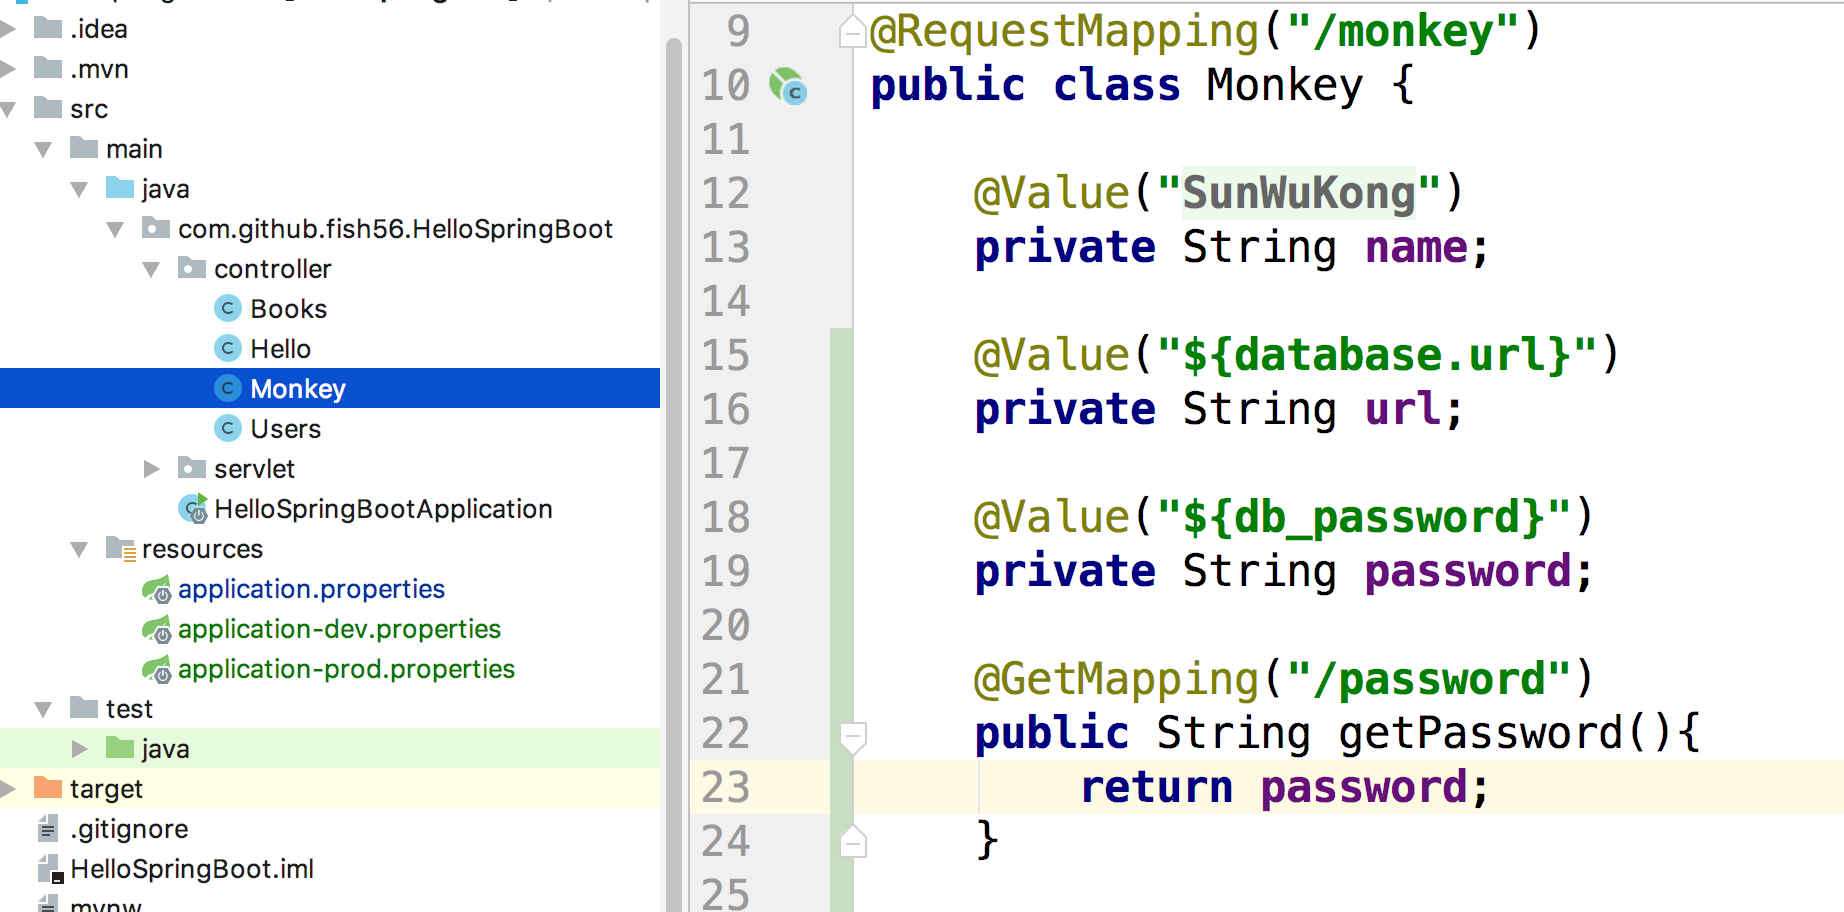 .idea
.mvn
src
main
java
com.github.fish56.HelloSpringBoot
controller
Books
Hello
Monkey
Users
servlet
HelloSpringBootApplication
resources
application.properties
application-dev.properties
application-prod.properties
test
java
target
.gitignore
HelloSpringBoot.iml
mvnw
9 @RequestMapping("/monkey")
10 public class Monkey {
11
12 @Value("SunWuKong")
13 private String name;
14
15 @Value("${database.url}")
16 private String url;
17
18 @Value("${db_password}")
19 private String password;
20
21 @GetMapping("/password")
22 public String getPassword(){
23 return password;
24 }
25